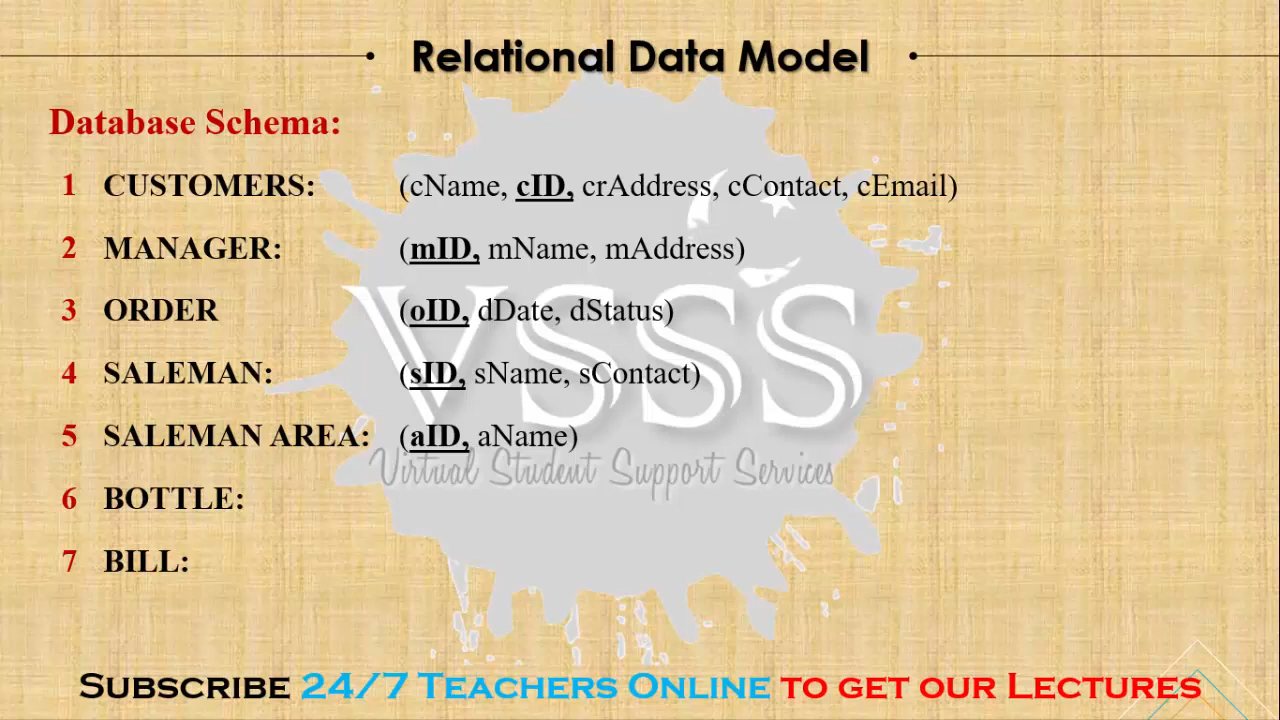 Relational Data Model
Database Schema:
1 CUSTOMERS: (cName, cID, crAddress, cContact, cEmail)
2 MANAGER: (mID, mName, mAddress)
3 ORDER (oID, dDate, dStatus)
4 SALEMAN: (sID, sName, sContact)
5 SALEMAN AREA: (aID, aName)
6 BOTTLE:
7 BILL:
VSSS
Virtual Student Support Services
SUBSCRIBE 24/7 TEACHERS ONLINE TO GET OUR LECTURES